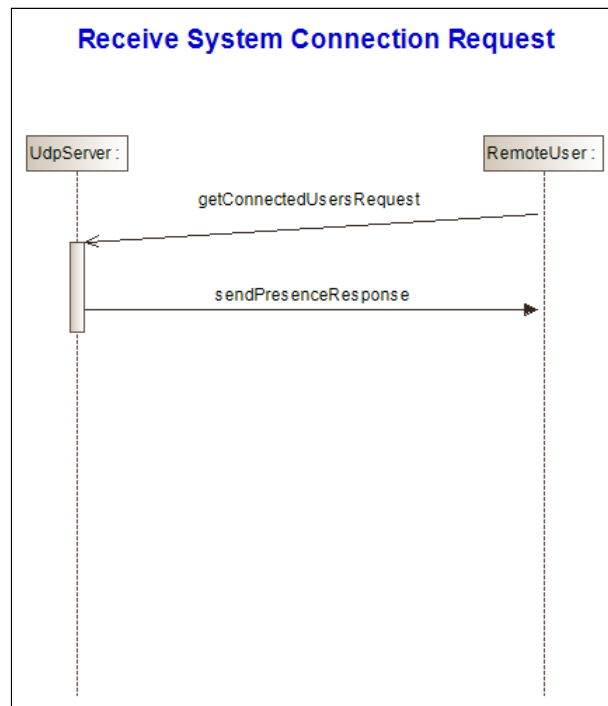 Receive System Connection Request
UdpServer :
RemoteUser :
getConnectedUsersRequest
sendPresenceResponse